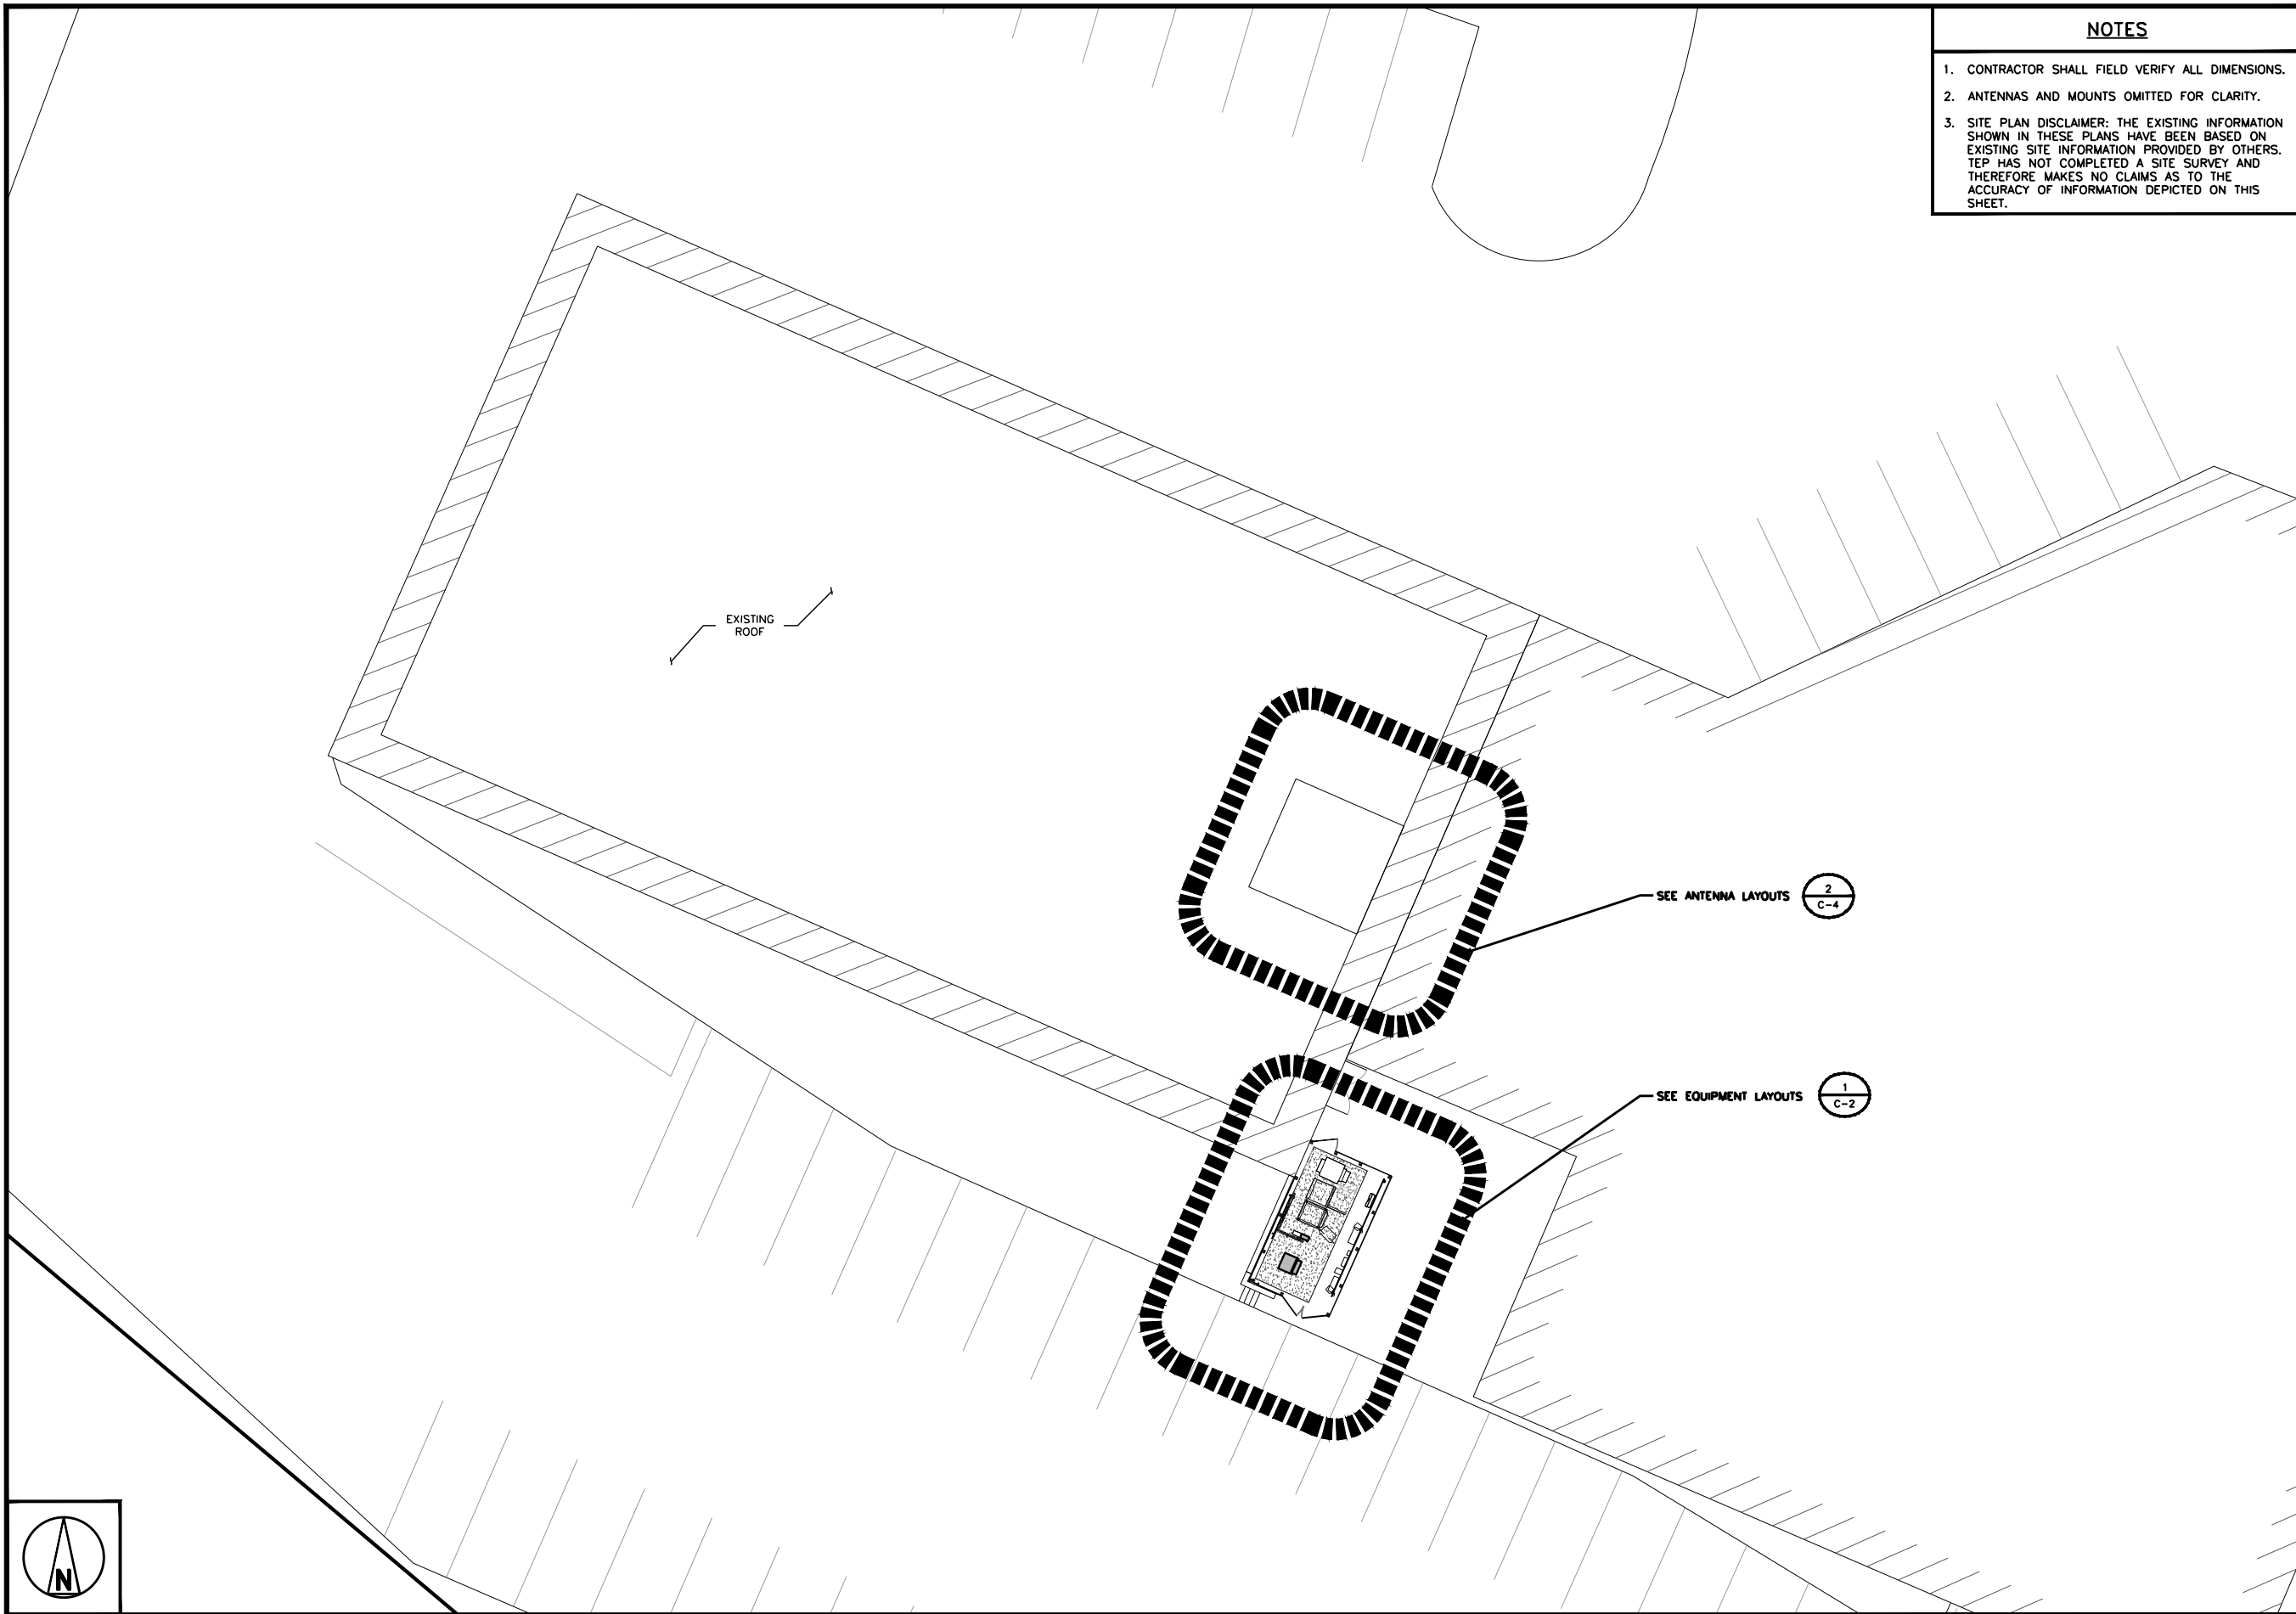 NOTES
1. CONTRACTOR SHALL FIELD VERIFY ALL DIMENSIONS.
2. ANTENNAS AND MOUNTS OMITTED FOR CLARITY.
3. SITE PLAN DISCLAIMER: THE EXISTING INFORMATION
SHOWN IN THESE PLANS HAVE BEEN BASED ON
EXISTING SITE INFORMATION PROVIDED BY OTHERS.
TEP HAS NOT COMPLETED A SITE SURVEY AND
THEREFORE MAKES NO CLAIMS AS TO THE
ACCURACY OF INFORMATION DEPICTED ON THIS
SHEET.
EXISTING
ROOF
SEE ANTENNA LAYOUTS
2
C-4
SEE EQUIPMENT LAYOUTS
1
C-2
N